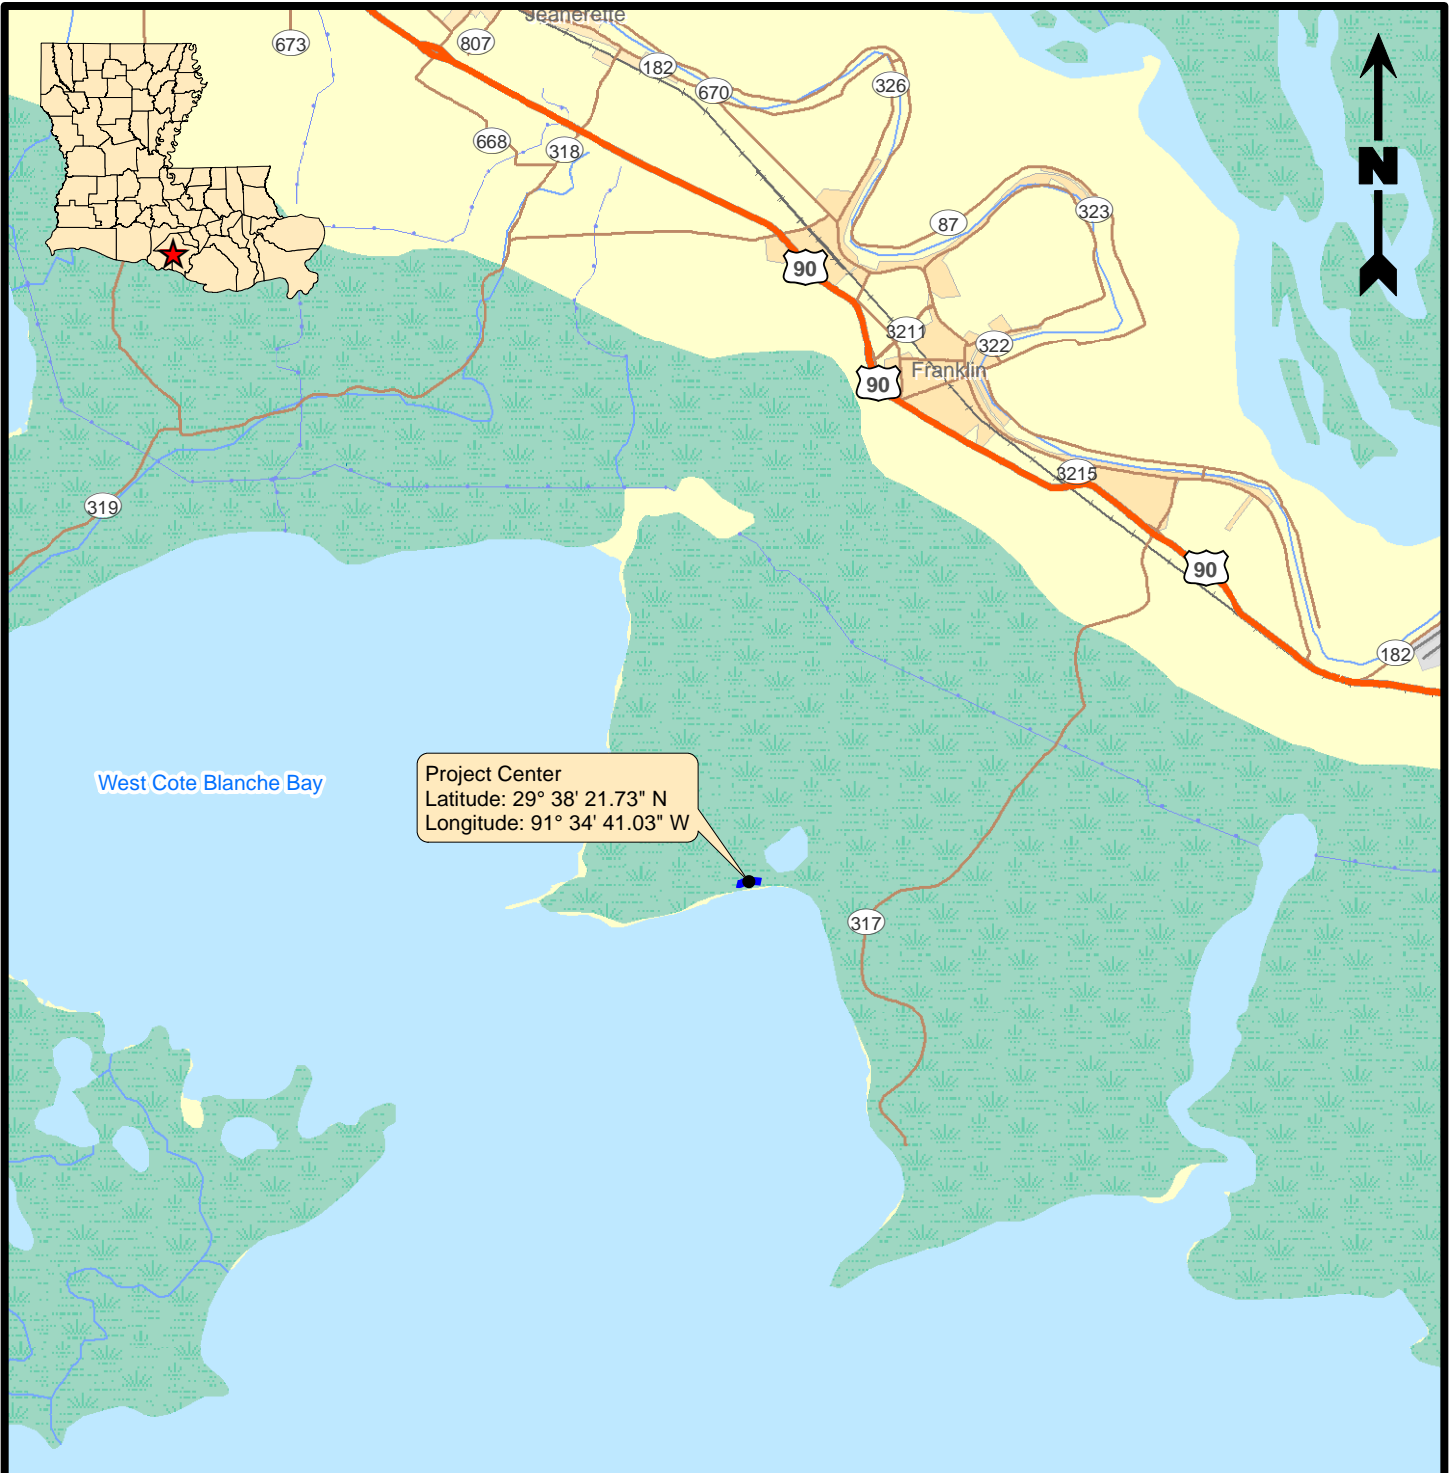 Jeanerette
673
807
182
670
326
668
318
87
323
90
3211
322
Franklin
90
3215
319
90
182
West Cote Blanche Bay
Project Center
Latitude: 29° 38' 21.73" N
Longitude: 91° 34' 41.03" W
317
N